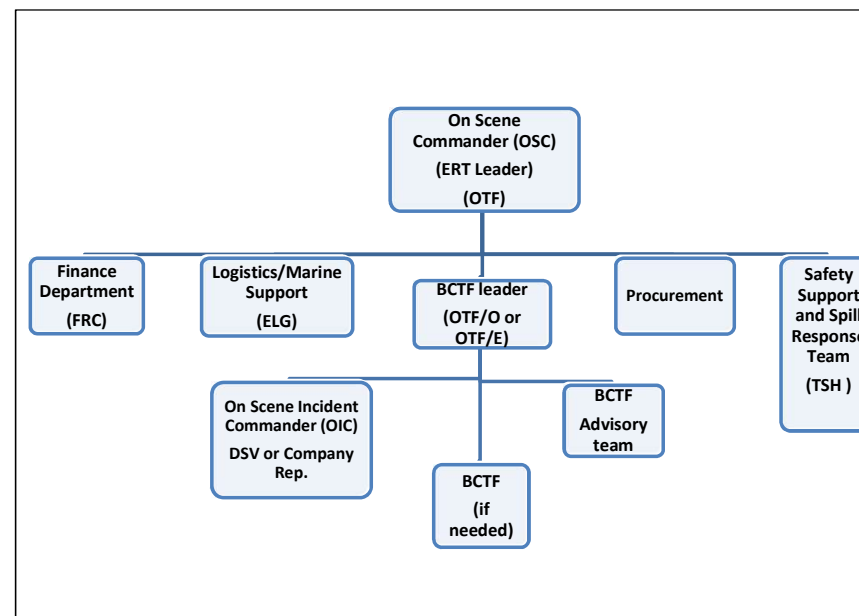 On Scene
Commander (OSC)
(ERT Leader)
(OTF)
Finance
Department
(FRC)
Logistics/Marine
Support
(ELG)
BCTF leader
(OTF/O or
OTF/E)
Procurement
Safety
Support
and Spill
Response
Team
(TSH )
On Scene Incident
Commander (OIC)
DSV or Company
Rep.
BCTF
(if
needed)
BCTF
Advisory
team